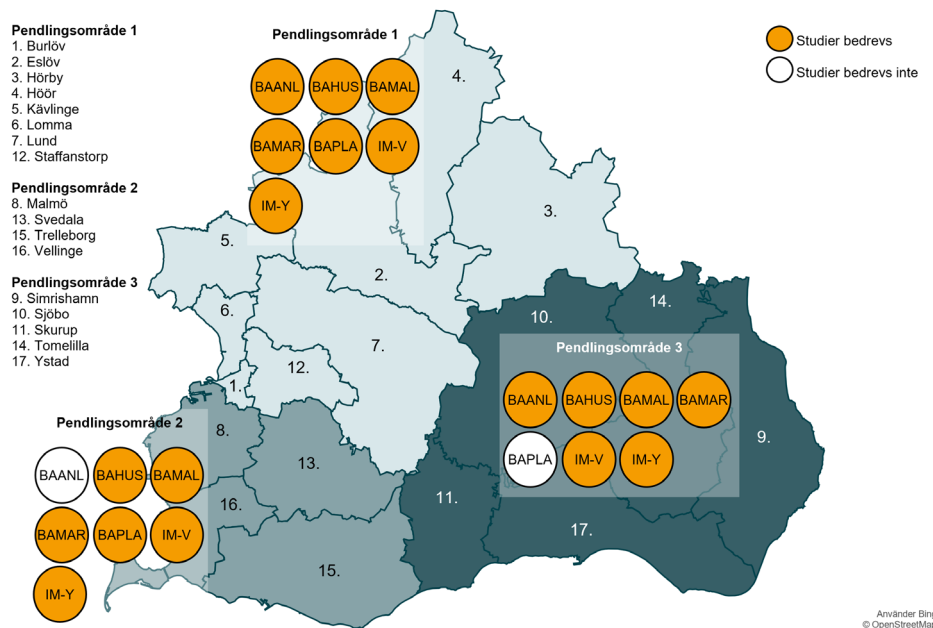 Pendlingsområde 1
1. Burlöv
2. Eslöv
3. Hörby
4. Höör
5. Kävlinge
6. Lomma
7. Lund
12. Staffanstorp
Pendlingsområde 2
8. Malmö
13. Svedala
15. Trelleborg
16. Vellinge
Pendlingsområde 3
9. Simrishamn
10. Sjöbo
11. Skurup
14. Tomelilla
17. Ystad
Pendlingsområde 1
BAANL BAHUS BAMAL
BAMAR BAPLA IM-V
IM-Y
Studier bedrevs
Studier bedrevs inte
4.
3.
5.
2.
6.
7.
12.
1.
14.
10.
Pendlingsområde 3
BAANL BAHUS BAMAL BAMAR
BAPLA IM-V IM-Y
9.
11.
17.
Pendlingsområde 2
BAANL BAHUS BAMAL
BAMAR BAPLA IM-V
IM-Y
8.
13.
16.
15.
Använder Bing
© OpenStreetMap